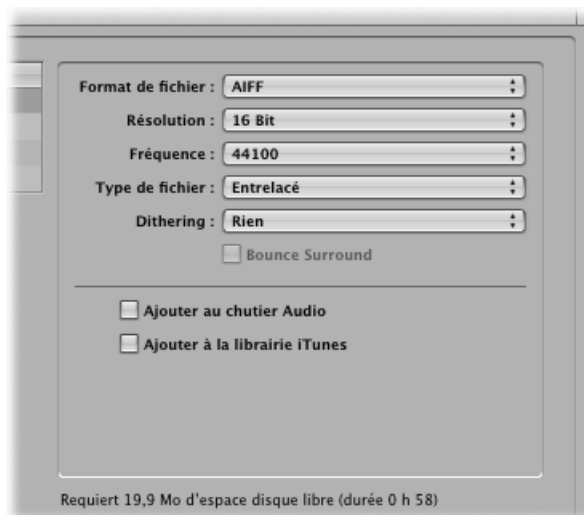 Format de fichier : AIFF
Résolution : 16 Bit
Fréquence : 44100
Type de fichier : Entrelacé
Dithering : Rien
Bounce Surround
Ajouter au chutier Audio
Ajouter à la librairie iTunes
Requiert 19,9 Mo d'espace disque libre (durée 0 h 58)